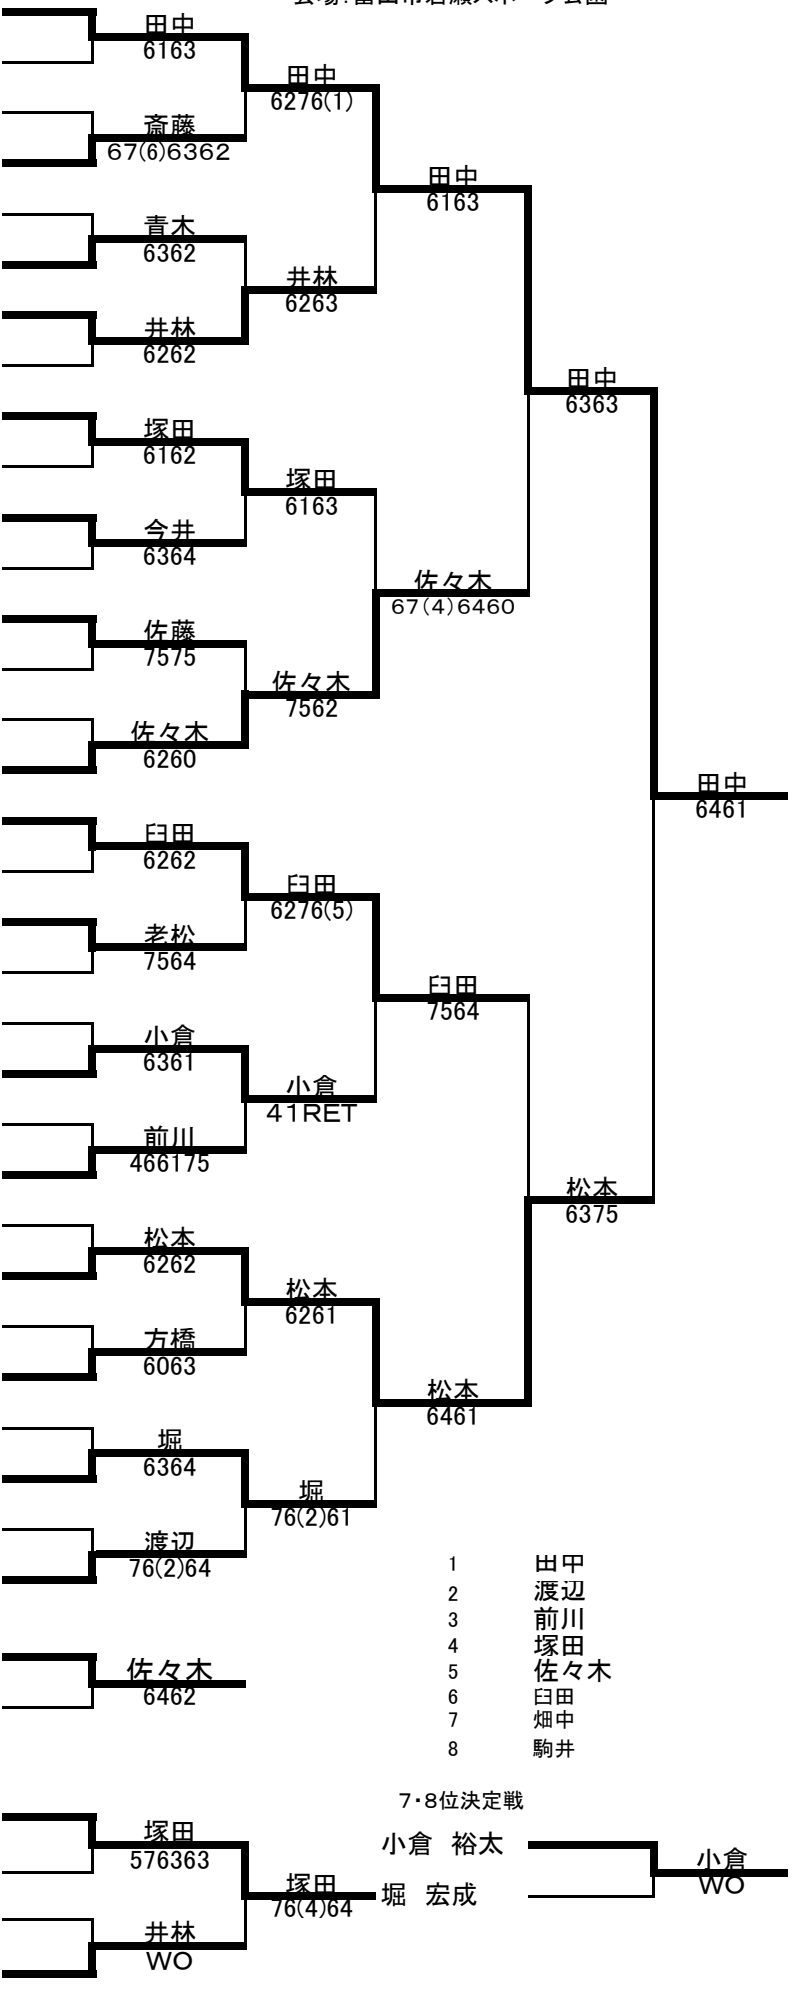 会場：富山市岩瀬スポーツ公園
田中
6163
田中
6276(1)
斎藤
67(6)6362
田中
6163
青木
6362
井林
6263
井林
6262
田中
6363
塚田
6162
塚田
6163
今井
6364
佐々木
67(4)6460
佐藤
7575
佐々木
7562
佐々木
6260
田中
6461
臼田
6262
臼田
6276(5)
老松
7564
臼田
7564
小倉
6361
小倉
41RET
前川
466175
松本
6375
松本
6262
松本
6261
方橋
6063
松本
6461
堀
6364
堀
76(2)61
渡辺
76(2)64
1 田中
2 渡辺
3 前川
4 塚田
5 佐々木
6 臼田
7 畑中
8 駒井
佐々木
6462
7・8位決定戦
塚田
576363
小倉 裕太
小倉
WO
塚田
76(4)64
堀 宏成
井林
WO